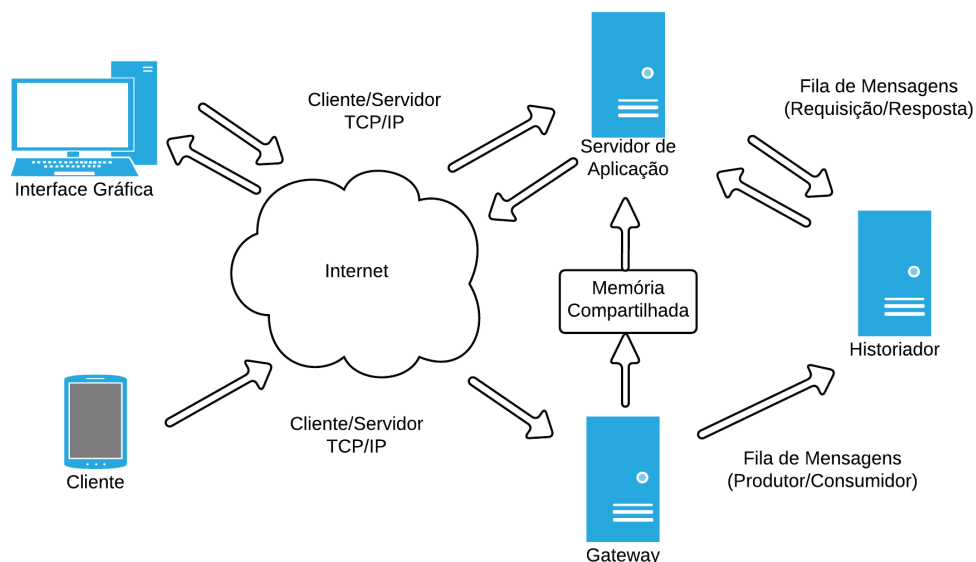 Cliente/Servidor
TCP/IP
Fila de Mensagens
(Requisição/Resposta)
Interface Gráfica
Servidor de
Aplicação
Internet
Memória
Compartilhada
Historiador
Cliente
Cliente/Servidor
TCP/IP
Fila de Mensagens
(Produtor/Consumidor)
Gateway